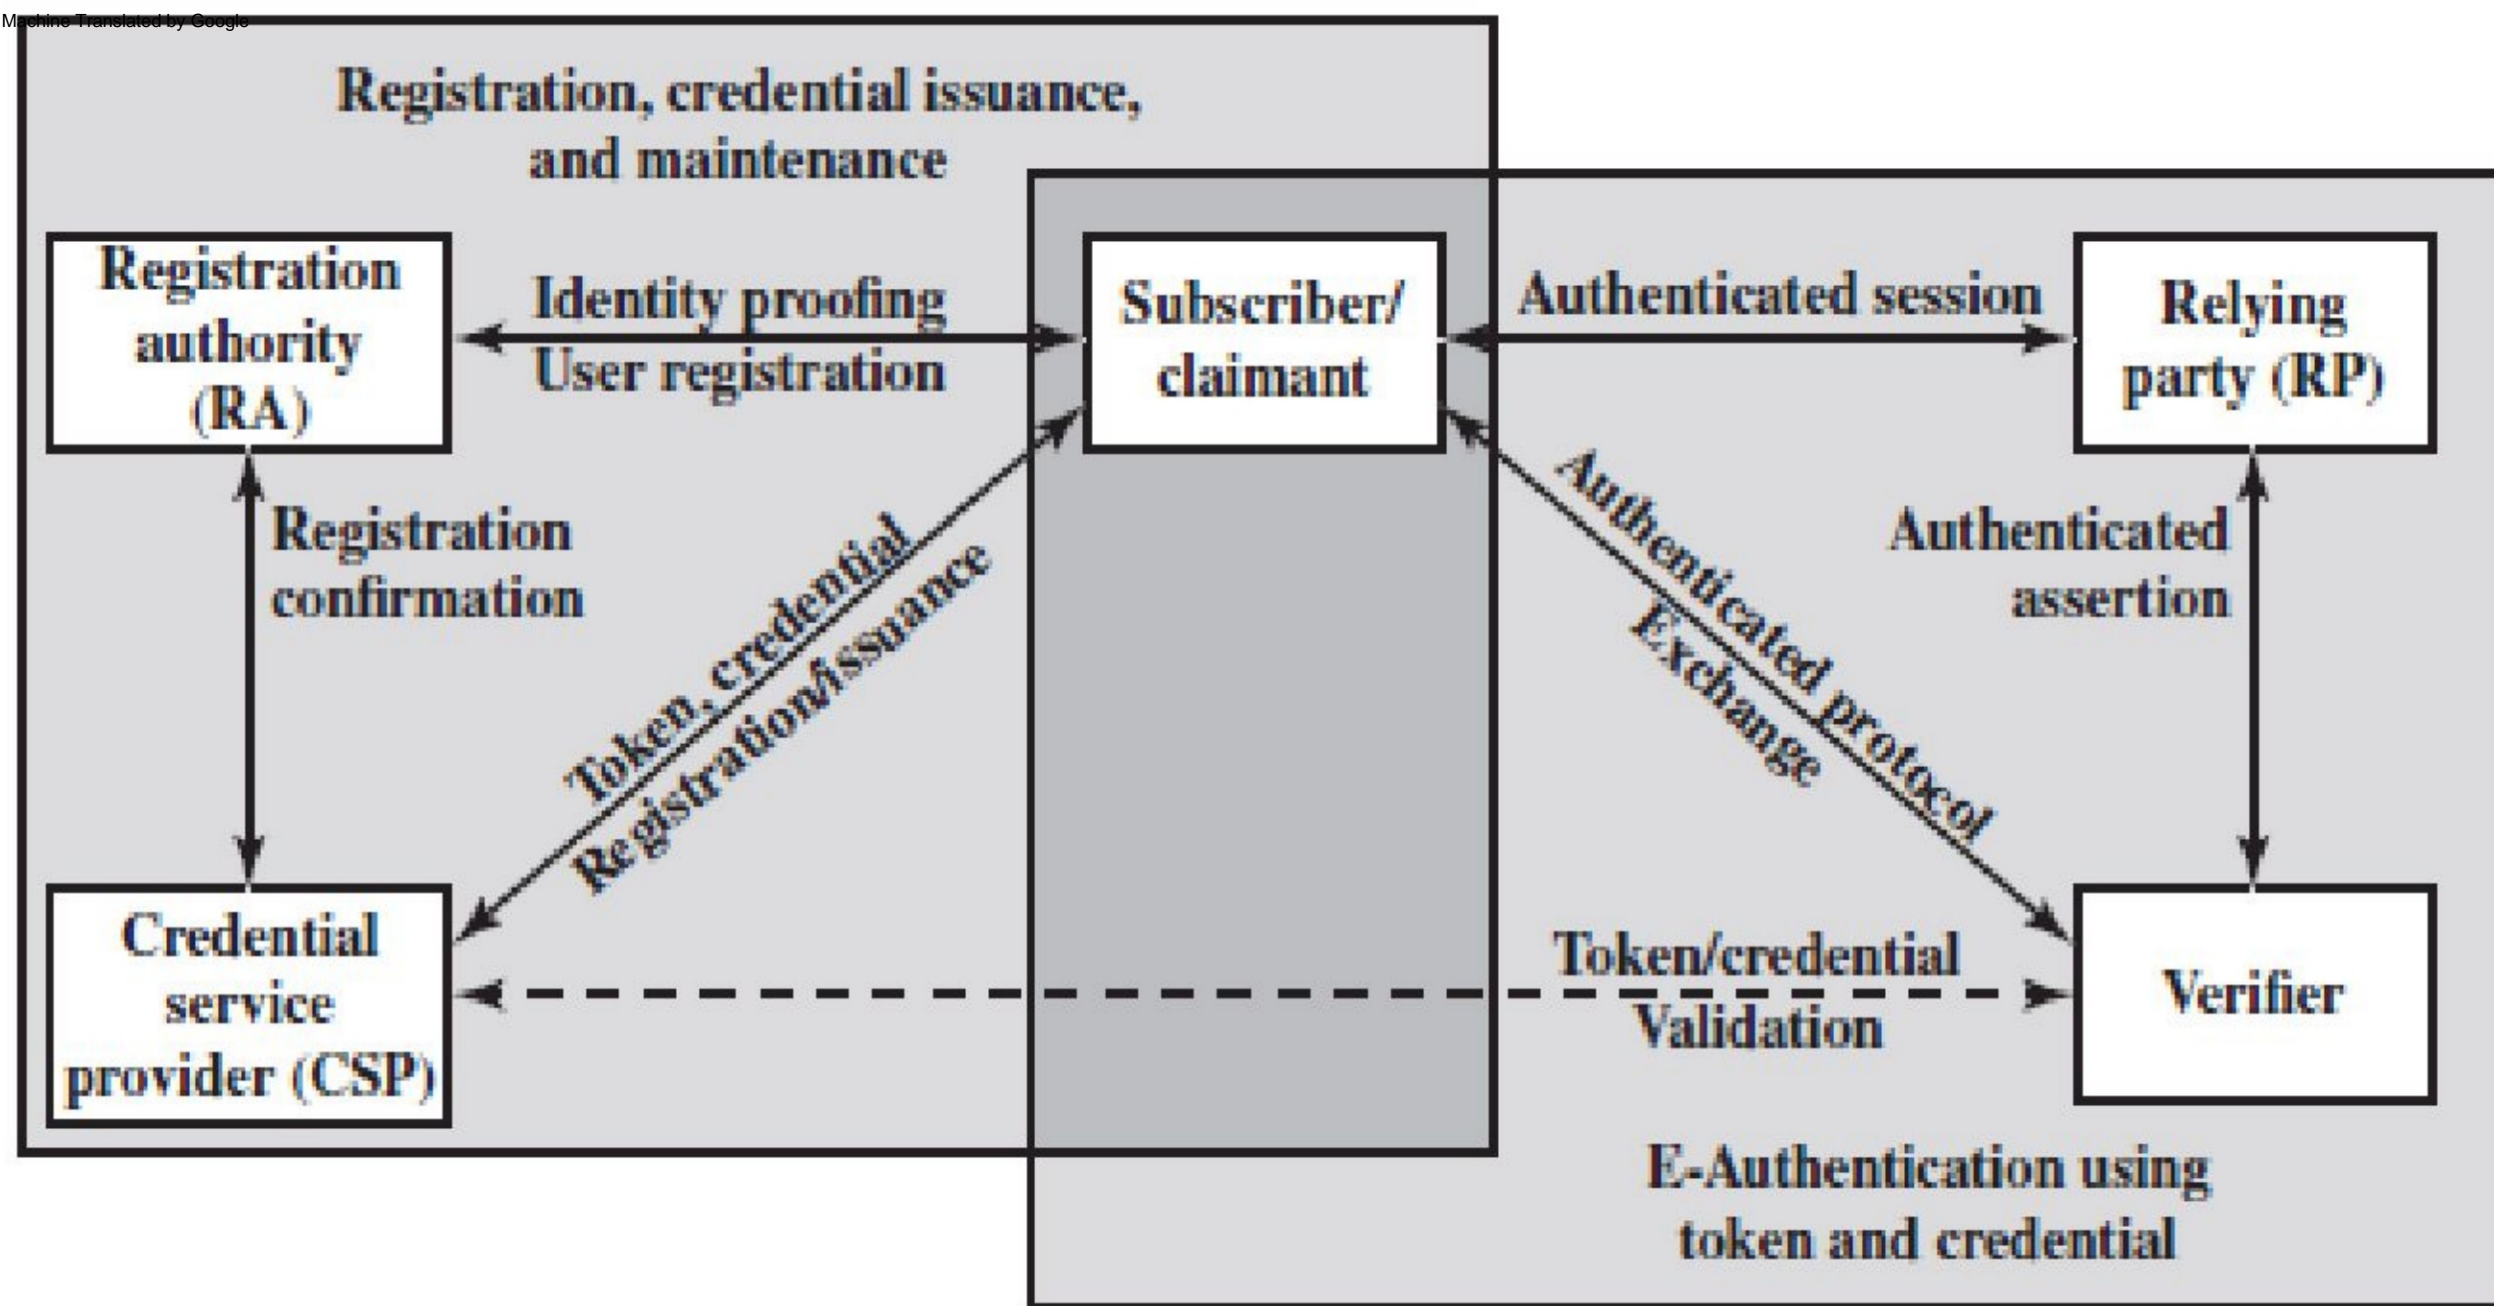 Machine Translated by Google
Registration, credential issuance,
and maintenance
Registration
authority
(RA)
Identity proofing
User registration
Subscriber/
claimant
Authenticated session
Relying
party (RP)
Registration
confirmation
Token, credential
Registration/issuance
Authenticated protocol
Exchange
Authenticated
assertion
Credential
service
provider (CSP)
Token/credential
Validation
Verifier
E-Authentication using
token and credential